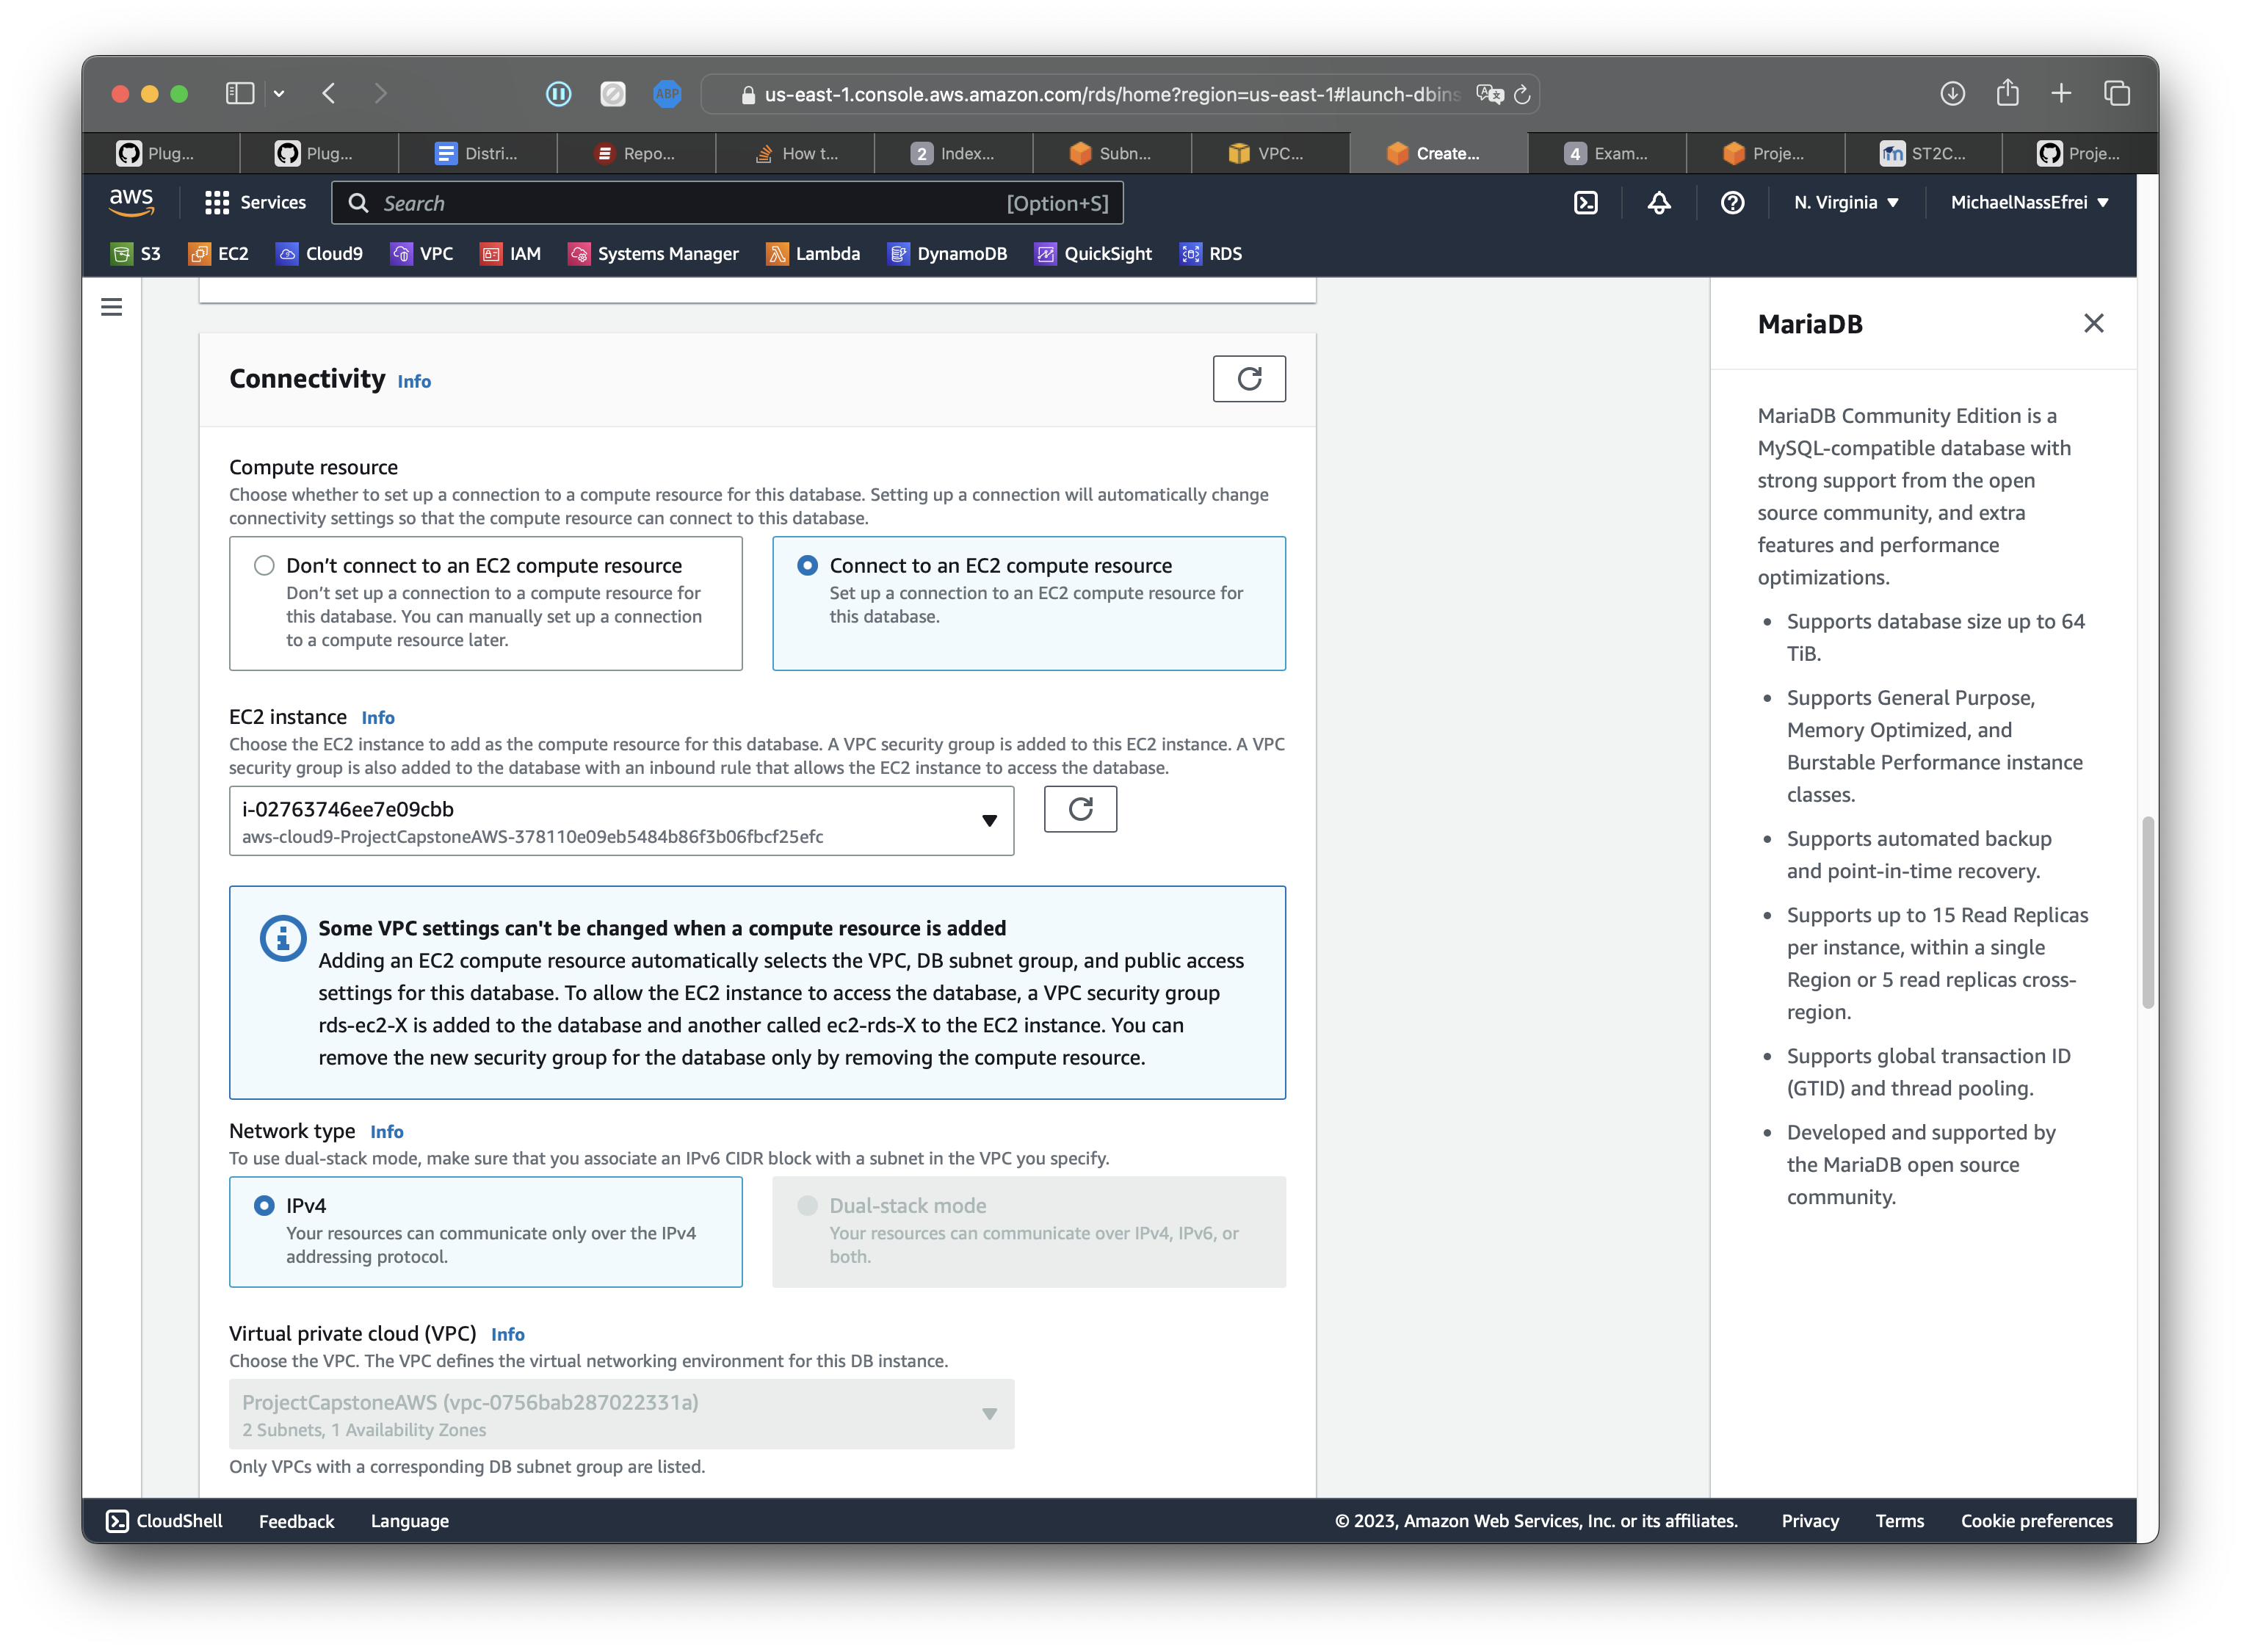 ABP
us-east-1.console.aws.amazon.com/rds/home?region=us-east-1#launch-dbins
Plug...
Plug...
Distri...
Repo...
How t...
2 Index...
Subn...
VPC...
Create...
4 Exam...
Proje...
ST2C...
Proje...
aws
Services
Search
[Option+S]
N. Virginia
MichaelNassEfrei
S3
EC2
Cloud9
VPC
IAM
Systems Manager
Lambda
DynamoDB
QuickSight
RDS
Connectivity Info
Compute resource
Choose whether to set up a connection to a compute resource for this database. Setting up a connection will automatically change
connectivity settings so that the compute resource can connect to this database.
Don’t connect to an EC2 compute resource
Don’t set up a connection to a compute resource for
this database. You can manually set up a connection
to a compute resource later.
Connect to an EC2 compute resource
Set up a connection to an EC2 compute resource for
this database.
EC2 instance Info
Choose the EC2 instance to add as the compute resource for this database. A VPC security group is added to this EC2 instance. A VPC
security group is also added to the database with an inbound rule that allows the EC2 instance to access the database.
i-02763746ee7e09cbb
aws-cloud9-ProjectCapstoneAWS-378110e09eb5484b86f3b06fbcf25efc
Some VPC settings can't be changed when a compute resource is added
Adding an EC2 compute resource automatically selects the VPC, DB subnet group, and public access
settings for this database. To allow the EC2 instance to access the database, a VPC security group
rds-ec2-X is added to the database and another called ec2-rds-X to the EC2 instance. You can
remove the new security group for the database only by removing the compute resource.
Network type Info
To use dual-stack mode, make sure that you associate an IPv6 CIDR block with a subnet in the VPC you specify.
IPv4
Your resources can communicate only over the IPv4
addressing protocol.
Dual-stack mode
Your resources can communicate over IPv4, IPv6, or
both.
Virtual private cloud (VPC) Info
Choose the VPC. The VPC defines the virtual networking environment for this DB instance.
ProjectCapstoneAWS (vpc-0756bab287022331a)
2 Subnets, 1 Availability Zones
Only VPCs with a corresponding DB subnet group are listed.
MariaDB
MariaDB Community Edition is a
MySQL-compatible database with
strong support from the open
source community, and extra
features and performance
optimizations.
• Supports database size up to 64
TiB.
• Supports General Purpose,
Memory Optimized, and
Burstable Performance instance
classes.
• Supports automated backup
and point-in-time recovery.
• Supports up to 15 Read Replicas
per instance, within a single
Region or 5 read replicas cross-
region.
• Supports global transaction ID
(GTID) and thread pooling.
• Developed and supported by
the MariaDB open source
community.
CloudShell
Feedback
Language
© 2023, Amazon Web Services, Inc. or its affiliates.
Privacy
Terms
Cookie preferences